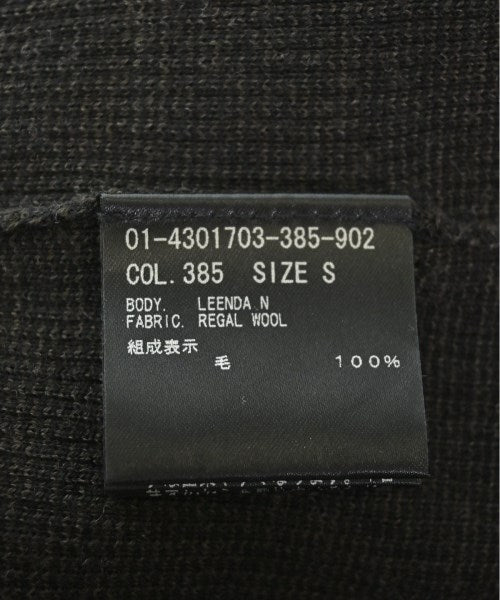 01-4301703-385-902
COL. 385 SIZE S
BODY. LEENDA.N
FABRIC. REGAL WOOL
組成表示
毛 100%